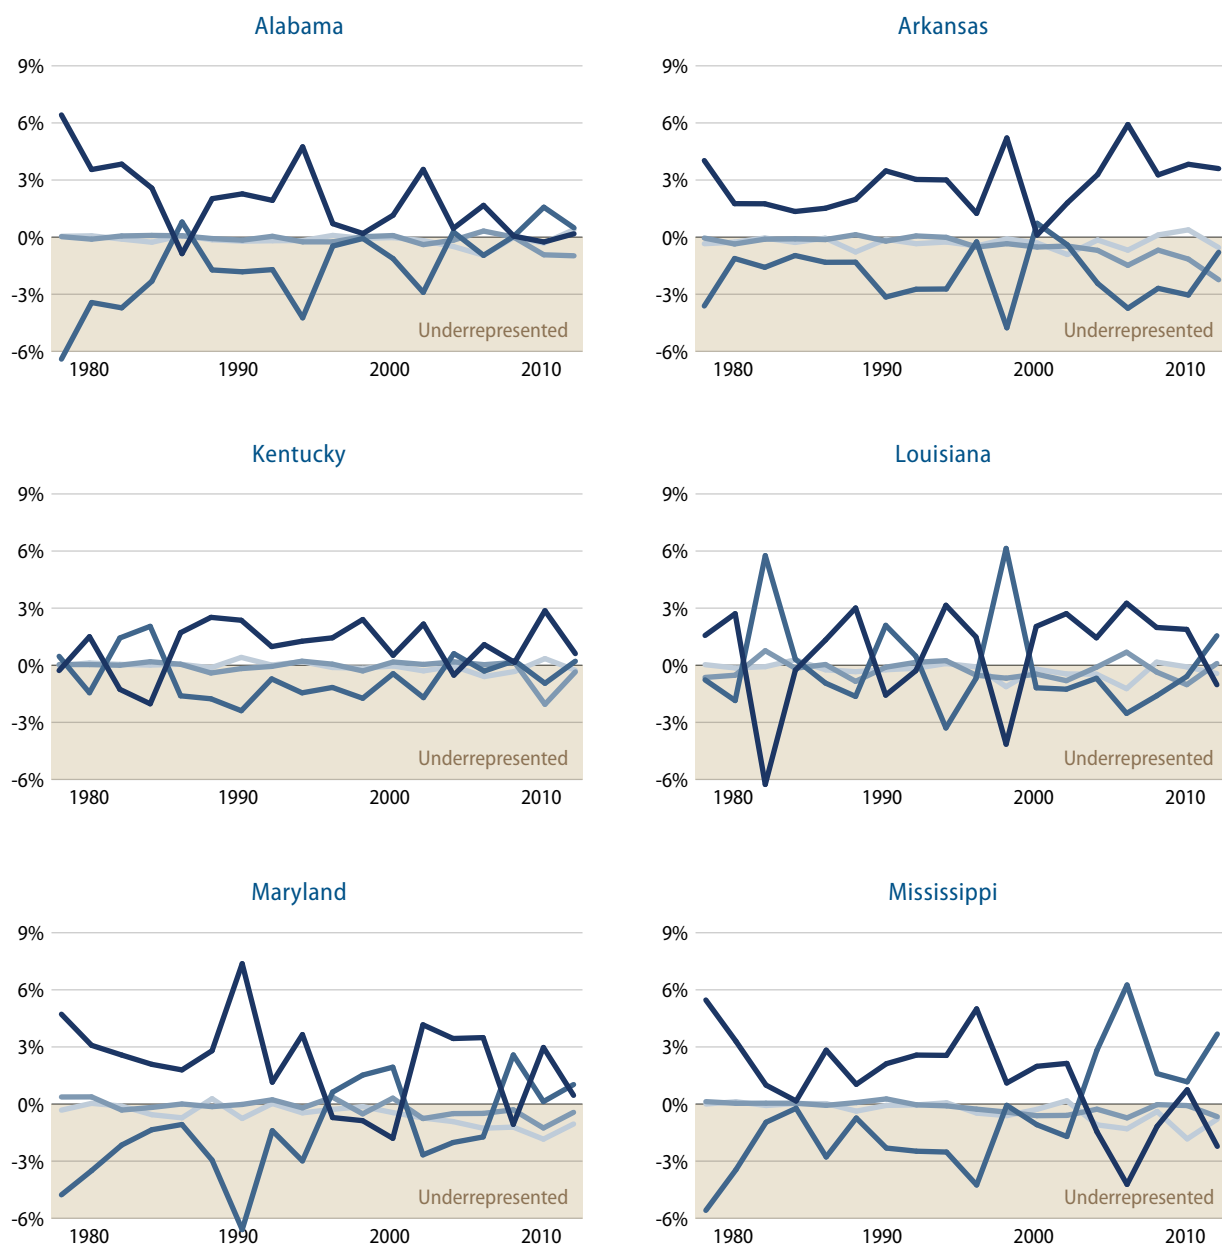 Alabama
9%
6%
3%
0%
-3%
-6%
Underrepresented
1980 1990 2000 2010
Arkansas
9%
6%
3%
0%
-3%
-6%
Underrepresented
1980 1990 2000 2010
Kentucky
9%
6%
3%
0%
-3%
-6%
Underrepresented
1980 1990 2000 2010
Louisiana
9%
6%
3%
0%
-3%
-6%
Underrepresented
1980 1990 2000 2010
Maryland
9%
6%
3%
0%
-3%
-6%
Underrepresented
1980 1990 2000 2010
Mississippi
9%
6%
3%
0%
-3%
-6%
Underrepresented
1980 1990 2000 2010